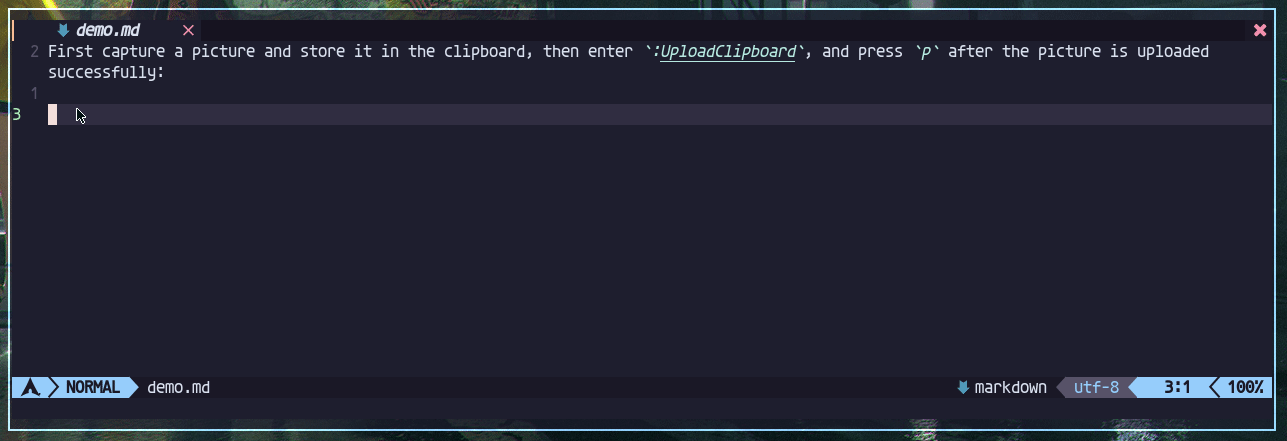 demo.md
2 First capture a picture and store it in the clipboard, then enter `:UploadClipboard`, and press `p` after the picture is uploaded
successfully:
1
3
NORMAL demo.md markdown utf-8 3:1 100%